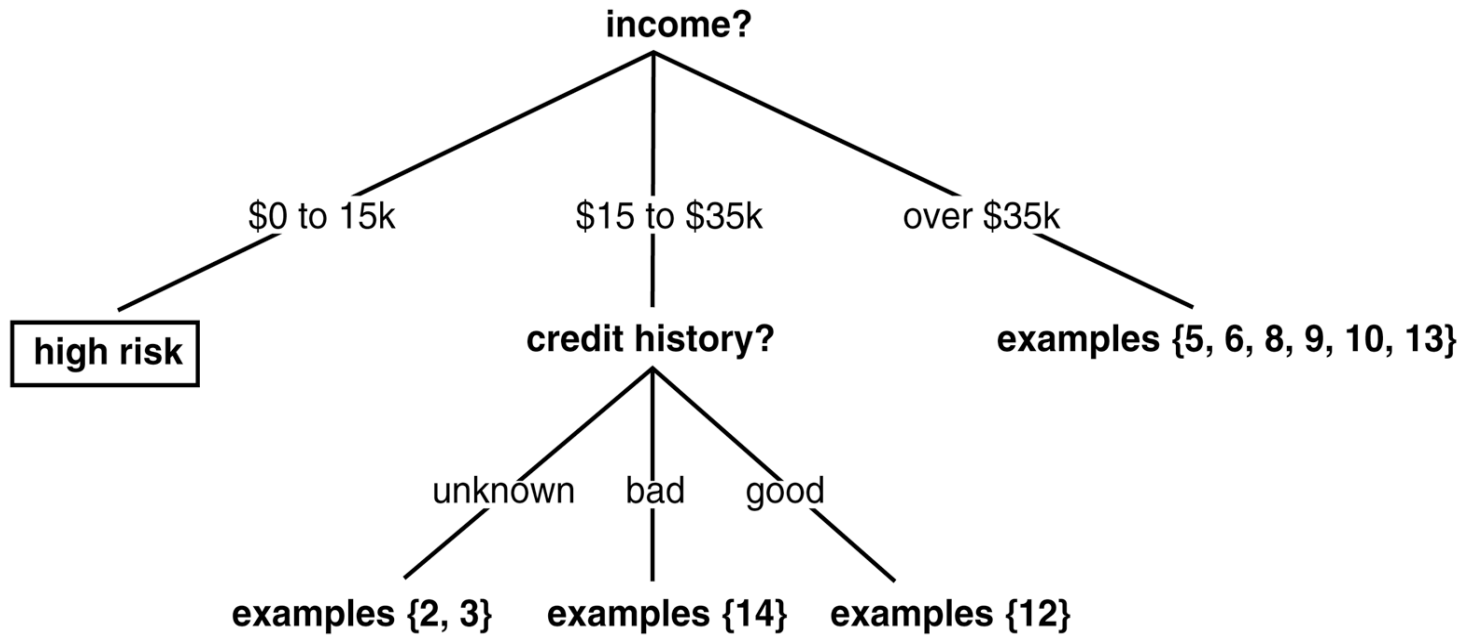 income?
$0 to 15k
$15 to $35k
over $35k
high risk
credit history?
examples {5, 6, 8, 9, 10, 13}
unknown
bad
good
examples {2, 3}
examples {14}
examples {12}